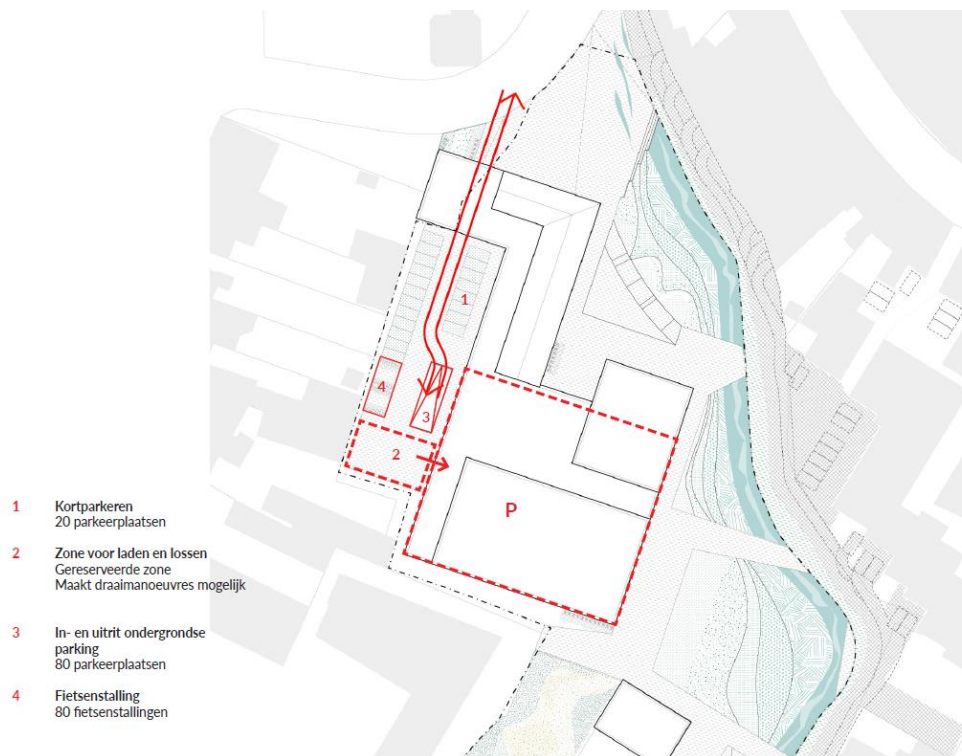 1
4
3
2
P
1 Kortparkeren
20 parkeerplaatsen
2 Zone voor laden en lossen
Gereserveerde zone
Maakt draaimanoeuvres mogelijk
3 In- en uitrit ondergrondse
parking
80 parkeerplaatsen
4 Fietsenstalling
80 fietsenstallingen